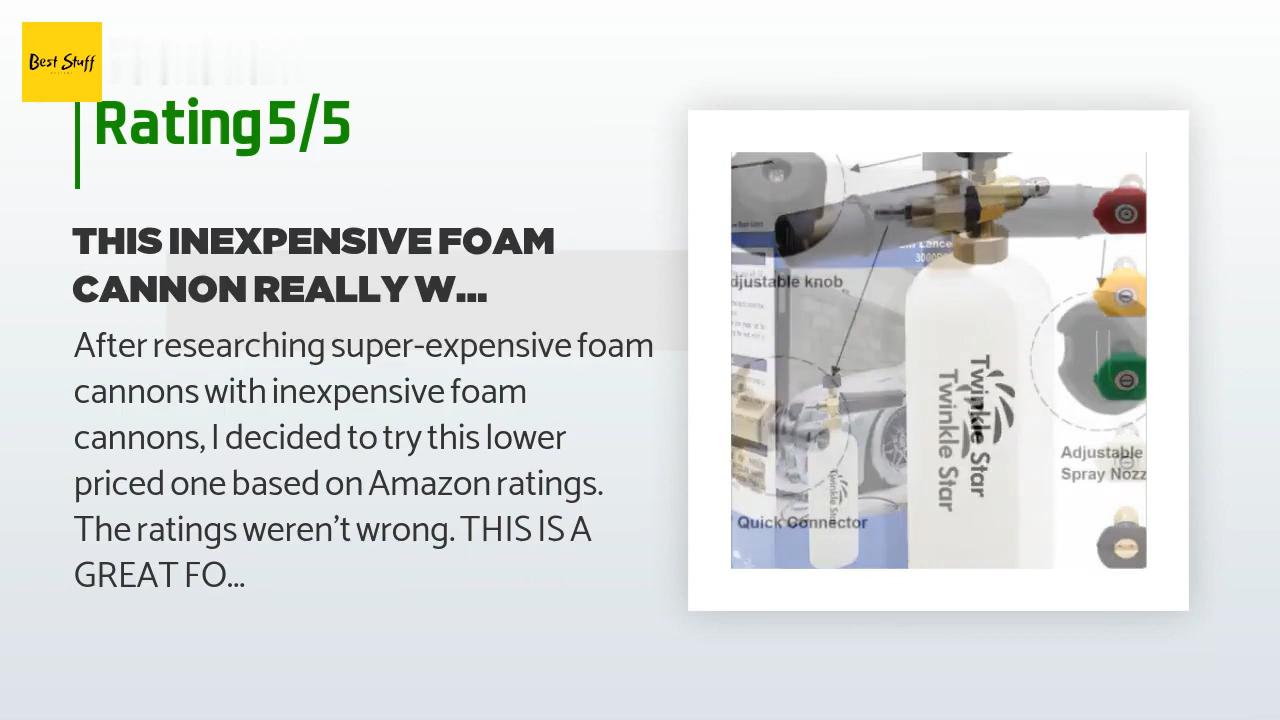 Best Stuff
Rating 5/5
THIS INEXPENSIVE FOAM
CANNON REALLY W...
After researching super-expensive foam
cannons with inexpensive foam
cannons, I decided to try this lower
priced one based on Amazon ratings.
The ratings weren't wrong. THIS IS A
GREAT FO...
Lance
djustable knob
Twinkle Star
Twinkle Star
Adjustable
Spray Nozz
Quick Connector